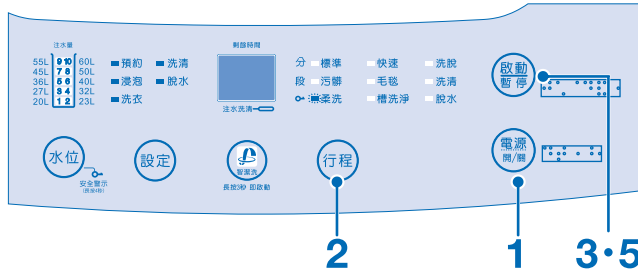 注水量
55L 9 10 60L
45L 7 8 50L
36L 5 6 40L
27L 3 4 32L
20L 1 2 23L
預約 洗清
浸泡 脫水
洗衣
剩餘時間
注水洗清
分 標準 快速 洗脫
段 污髒 毛毯 洗清
柔洗 槽洗淨 脫水
啟動
暫停
水位
安全警示
設定
智潔洗
長按3秒 即啟動
行程
電源
開/關
2
1
3・5